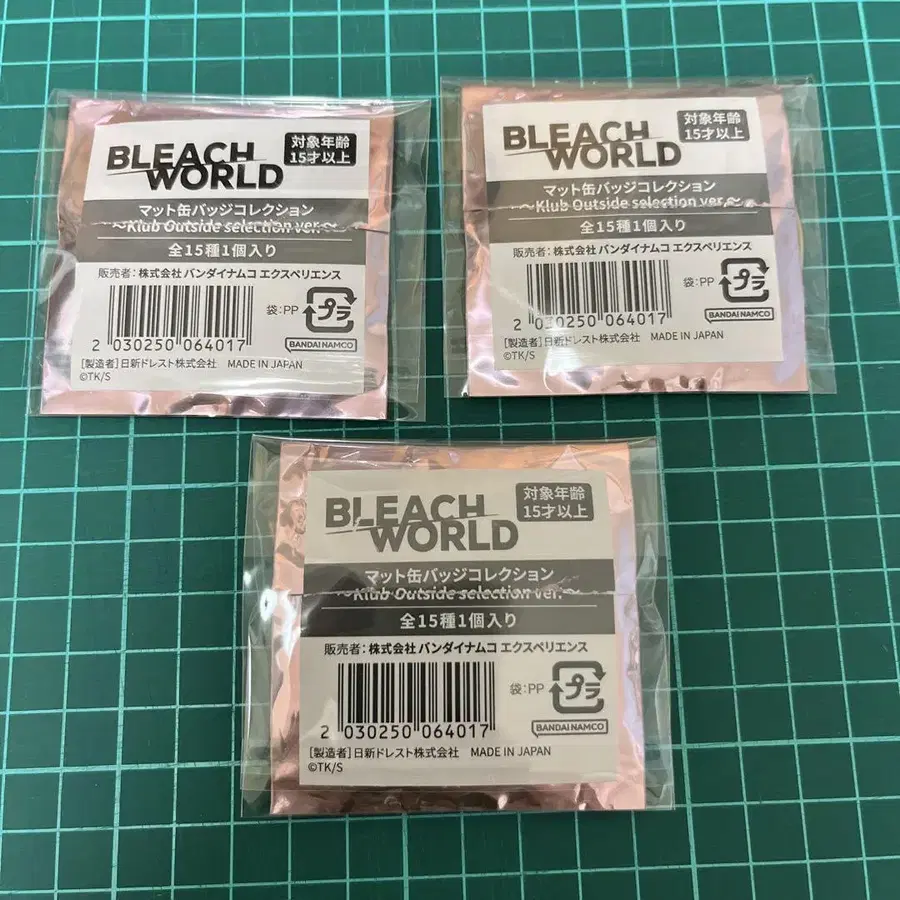 BLEACH
WORLD
対象年齢
15才以上
マット缶バッジコレクション
~Klub Outside selection ver.~
全15種1個入り
販売者:株式会社 バンダイナムコ エクスペリエンス
袋:PP
プラ
2 030250 064017
BANDAI NAMCO
[製造者]日新ドレスト株式会社 MADE IN JAPAN
©TK/S
BLEACH
WORLD
対象年齢
15才以上
マット缶バッジコレクション
~Klub Outside selection ver.~
全15種1個入り
販売者:株式会社 バンダイナムコ エクスペリエンス
袋:PP
プラ
2 030250 064017
BANDAI NAMCO
[製造者]日新ドレスト株式会社 MADE IN JAPAN
©TK/S
BLEACH
WORLD
対象年齢
15才以上
マット缶バッジコレクション
~Klub Outside selection ver.~
全15種1個入り
販売者:株式会社 バンダイナムコ エクスペリエンス
袋:PP
プラ
2 030250 064017
BANDAI NAMCO
[製造者]日新ドレスト株式会社 MADE IN JAPAN
©TK/S